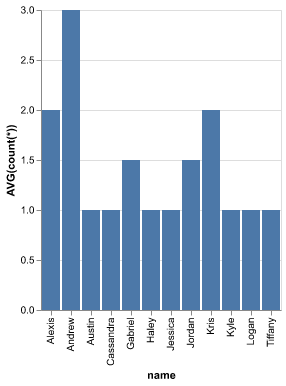 AVG(count(*))
3.0
2.5
2.0
1.5
1.0
0.5
0.0
Alexis
Andrew
Austin
Cassandra
Gabriel
Haley
Jessica
Jordan
Kris
Kyle
Logan
Tiffany
name